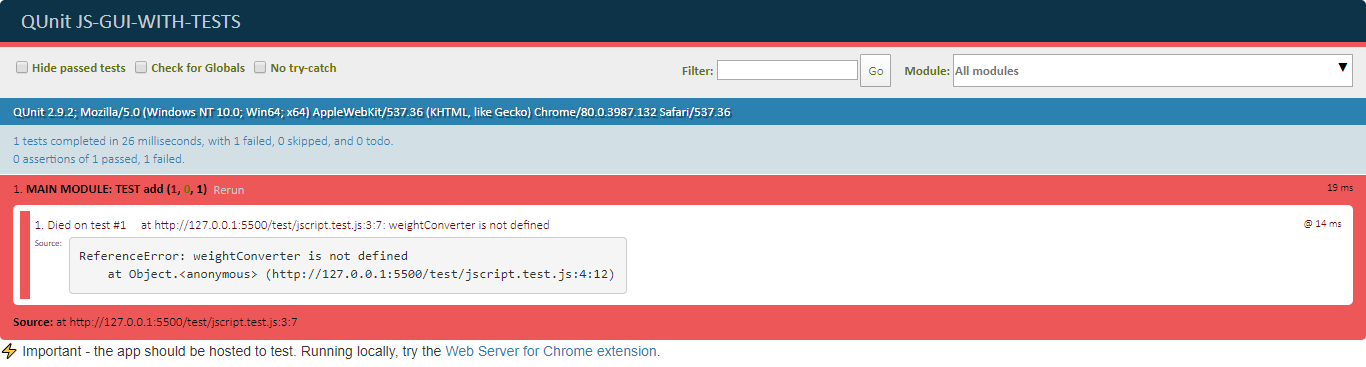 QUnit JS-GUI-WITH-TESTS
Hide passed tests Check for Globals No try-catch Filter: Go Module: All modules ▼
QUnit 2.9.2; Mozilla/5.0 (Windows NT 10.0; Win64; x64) AppleWebKit/537.36 (KHTML, like Gecko) Chrome/80.0.3987.132 Safari/537.36
1 tests completed in 26 milliseconds, with 1 failed, 0 skipped, and 0 todo.
0 assertions of 1 passed, 1 failed.
1. MAIN MODULE: TEST add (1, 0, 1) Rerun 19 ms
1. Died on test #1 at http://127.0.0.1:5500/test/jscript.test.js:3:7: weightConverter is not defined @ 14 ms
Source: ReferenceError: weightConverter is not defined
at Object.<anonymous> (http://127.0.0.1:5500/test/jscript.test.js:4:12)
Source: at http://127.0.0.1:5500/test/jscript.test.js:3:7
⚡ Important - the app should be hosted to test. Running locally, try the Web Server for Chrome extension.